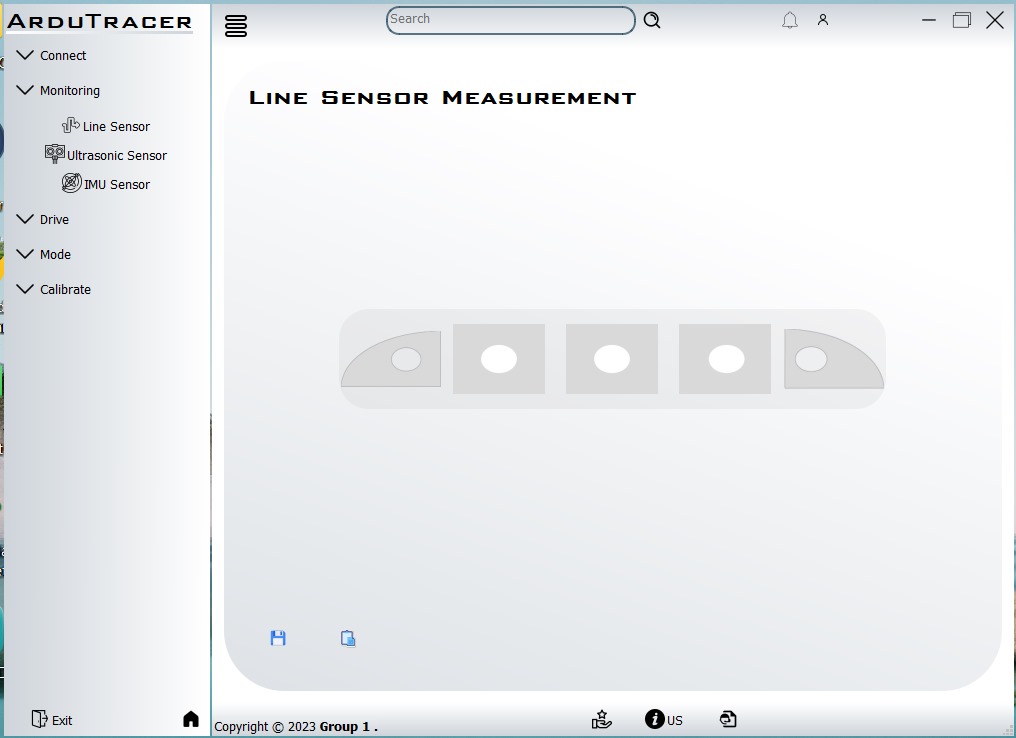 ARDUTRACER
Search
Connect
Monitoring
Line Sensor
Ultrasonic Sensor
IMU Sensor
Drive
Mode
Calibrate
LINE SENSOR MEASUREMENT
Exit
Copyright © 2023 Group 1 .
US